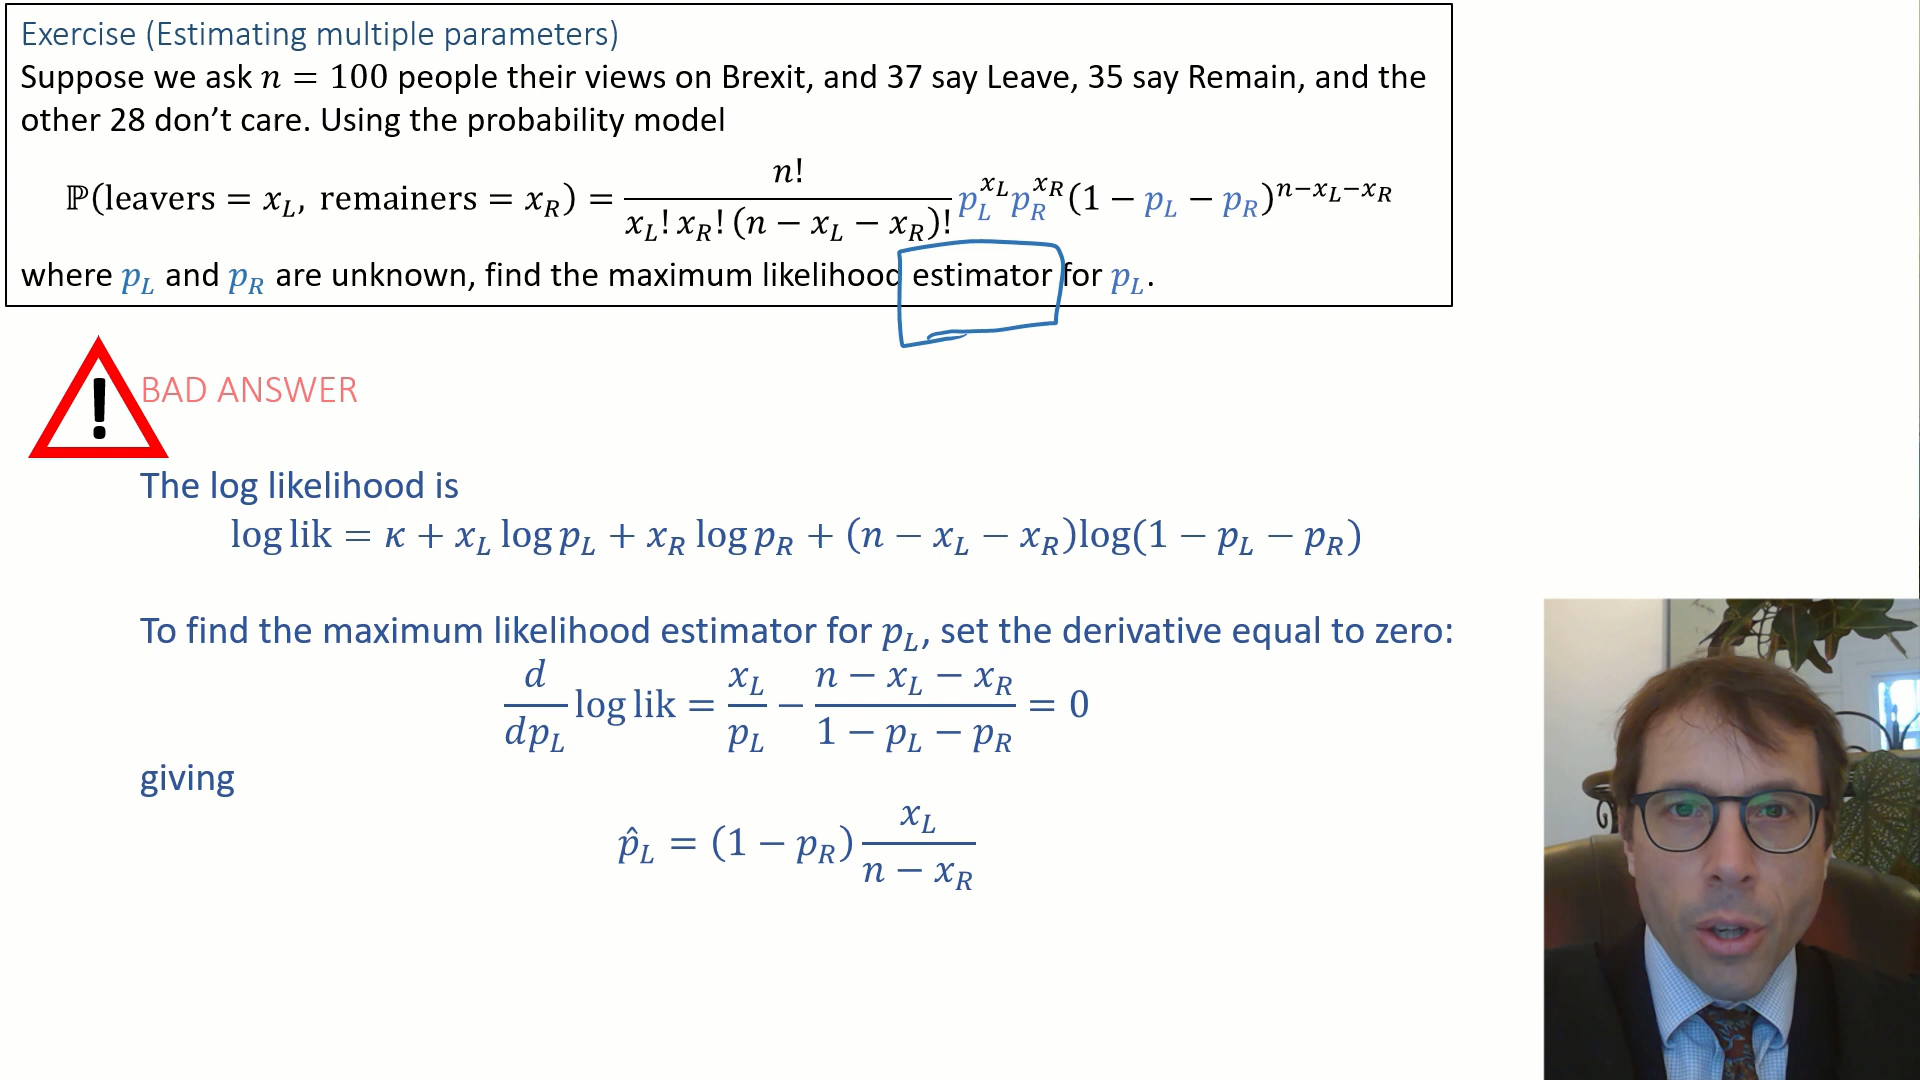 Exercise (Estimating multiple parameters)
Suppose we ask n = 100 people their views on Brexit, and 37 say Leave, 35 say Remain, and the
other 28 don't care. Using the probability model
ℙ(leavers = x_L, remainers = x_R) = n! / (x_L! x_R! (n − x_L − x_R)!) p_L^{x_L} p_R^{x_R} (1 − p_L − p_R)^{n−x_L−x_R}
where p_L and p_R are unknown, find the maximum likelihood estimator for p_L.
!
BAD ANSWER
The log likelihood is
log lik = κ + x_L log p_L + x_R log p_R + (n − x_L − x_R)log(1 − p_L − p_R)
To find the maximum likelihood estimator for p_L, set the derivative equal to zero:
d/dp_L log lik = x_L/p_L − (n − x_L − x_R)/(1 − p_L − p_R) = 0
giving
p̂_L = (1 − p_R) x_L/(n − x_R)